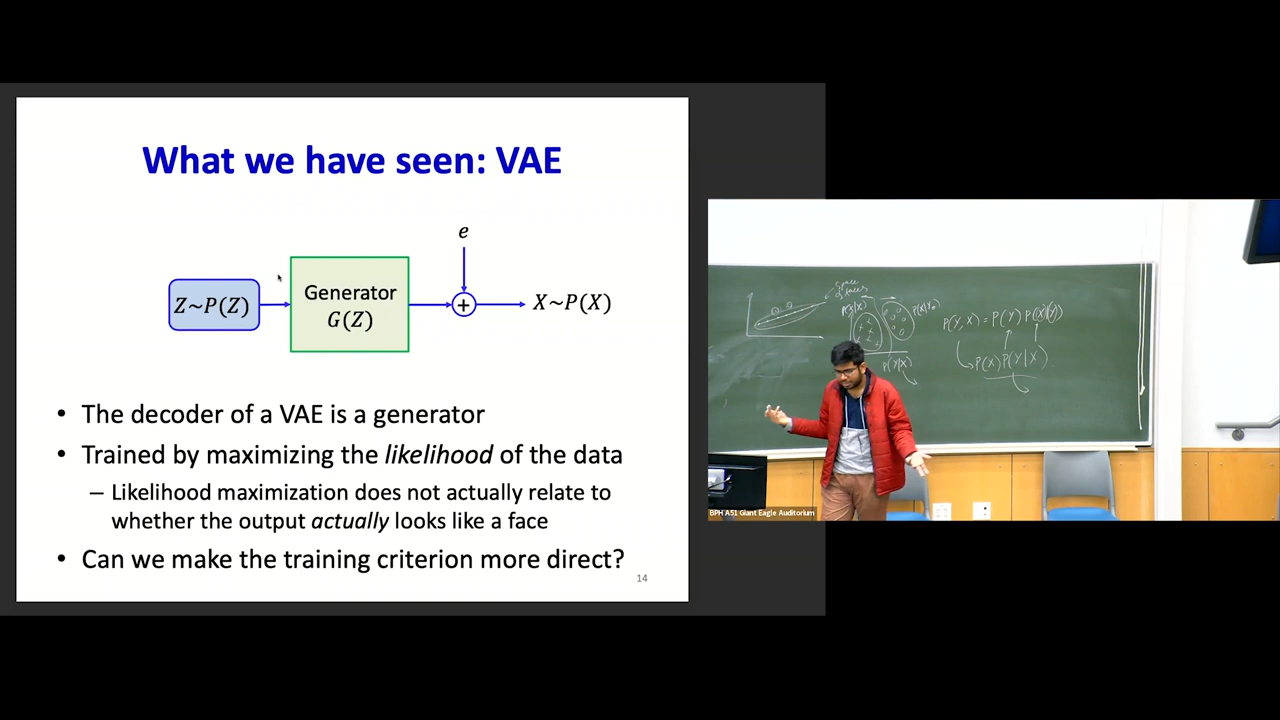 What we have seen: VAE
e
Z~P(Z)
Generator
G(Z)
+
X~P(X)
• The decoder of a VAE is a generator
• Trained by maximizing the likelihood of the data
– Likelihood maximization does not actually relate to
whether the output actually looks like a face
• Can we make the training criterion more direct?
14
P(Y, X) = P(Y) P(X|Y)
P(X) P(Y|X)
P(Y|X)
BPH A51 Giant Eagle Auditorium